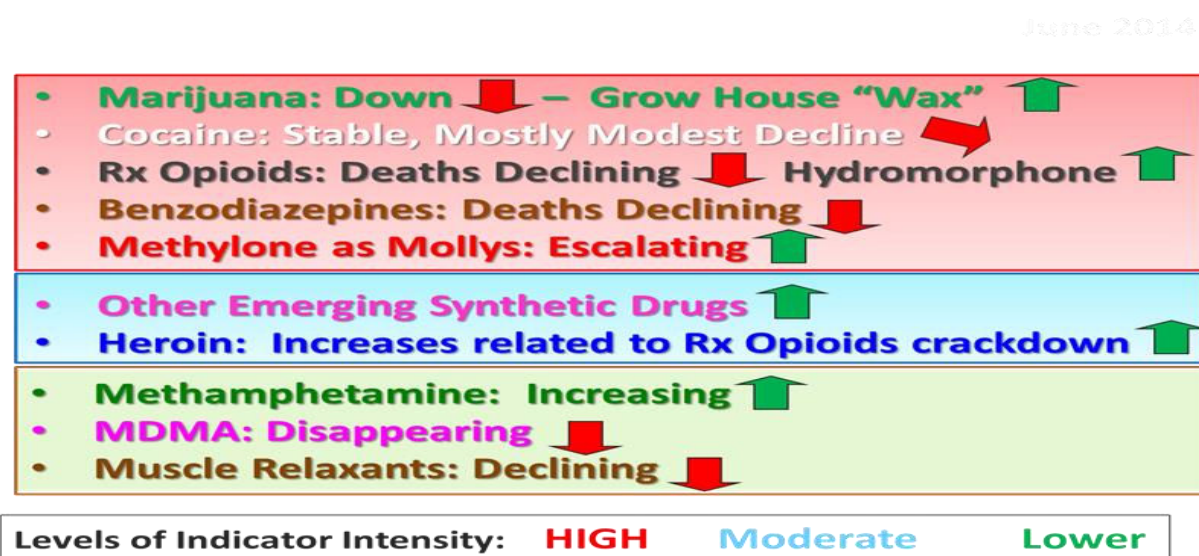 June 2014
• Marijuana: Down – Grow House “Wax”
• Cocaine: Stable, Mostly Modest Decline
• Rx Opioids: Deaths Declining Hydromorphone
• Benzodiazepines: Deaths Declining
• Methylone as Mollys: Escalating
• Other Emerging Synthetic Drugs
• Heroin: Increases related to Rx Opioids crackdown
• Methamphetamine: Increasing
• MDMA: Disappearing
• Muscle Relaxants: Declining
Levels of Indicator Intensity: HIGH Moderate Lower